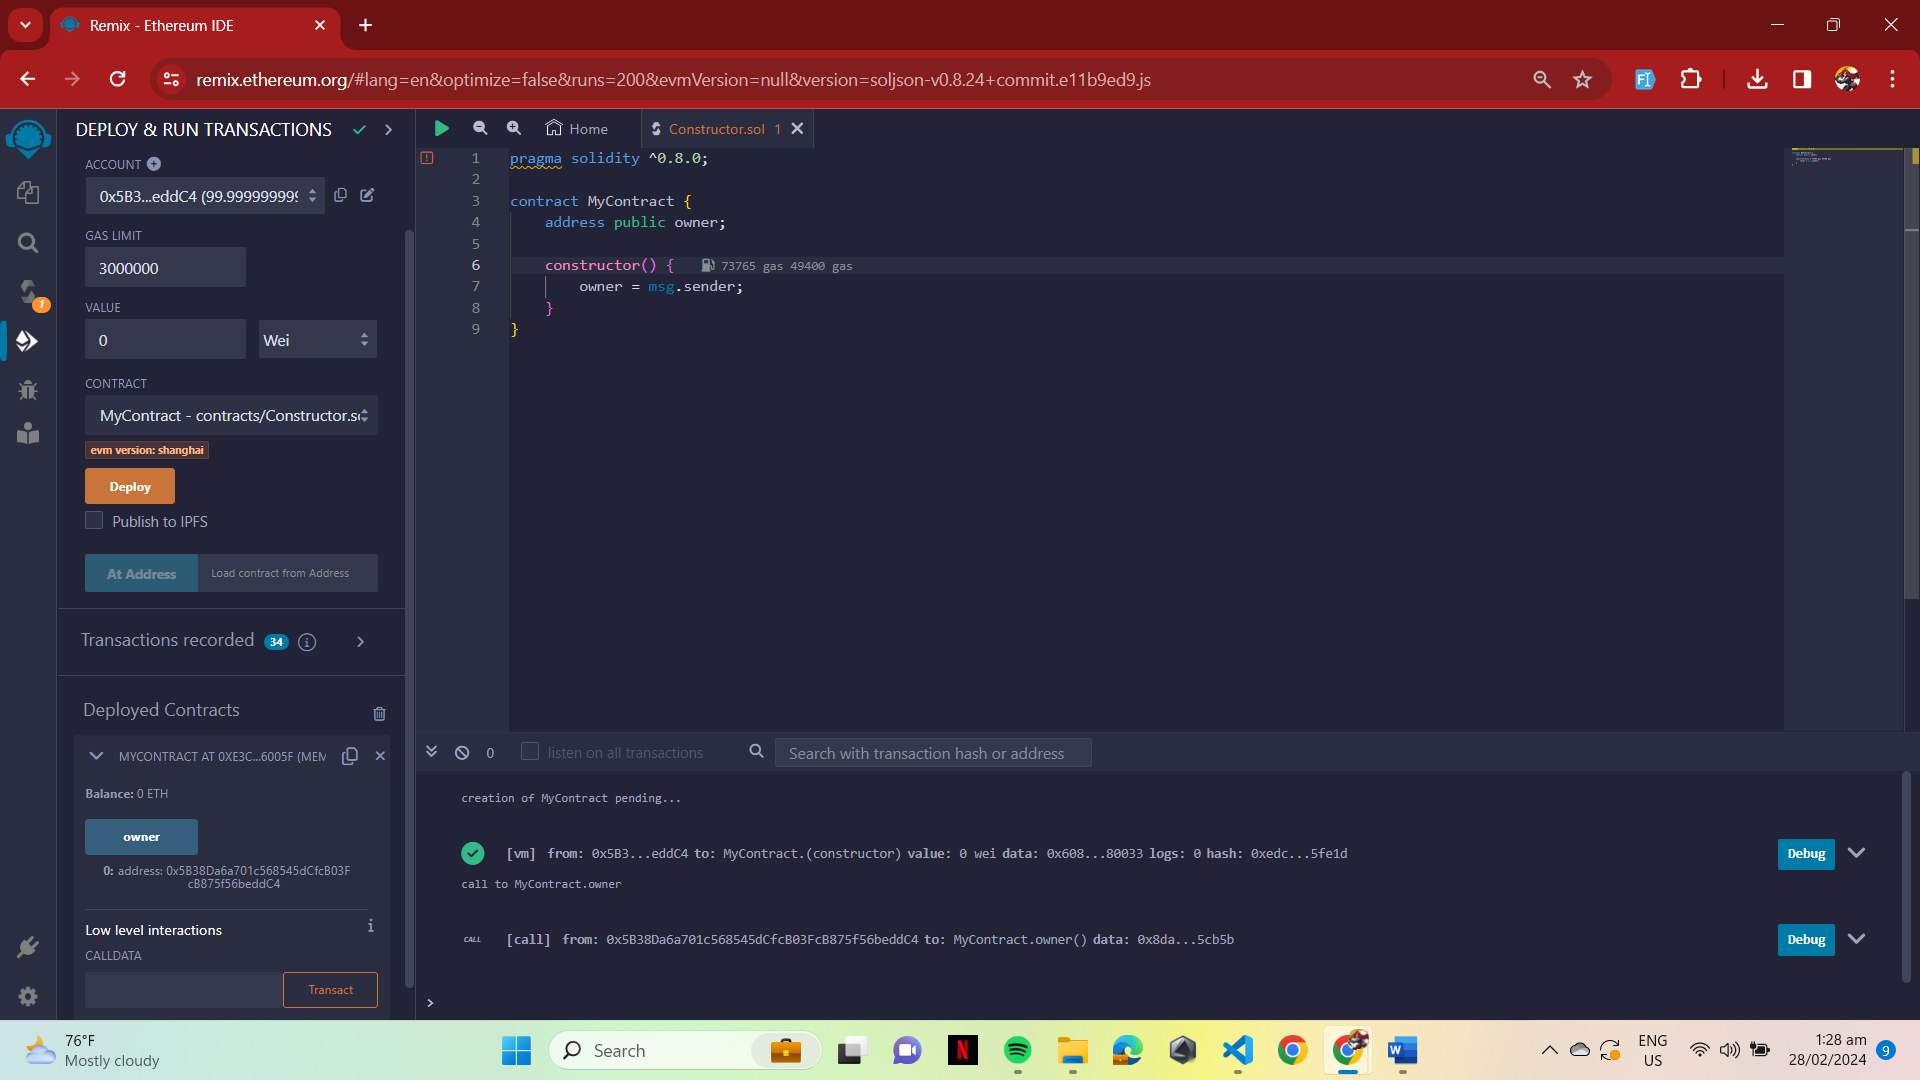 Remix - Ethereum IDE
remix.ethereum.org/#lang=en&optimize=false&runs=200&evmVersion=null&version=soljson-v0.8.24+commit.e11b9ed9.js
DEPLOY & RUN TRANSACTIONS
ACCOUNT
0x5B3...eddC4 (99.999999999
GAS LIMIT
3000000
VALUE
0
Wei
CONTRACT
MyContract - contracts/Constructor.so
evm version: shanghai
Deploy
Publish to IPFS
At Address
Load contract from Address
Transactions recorded 34
Deployed Contracts
MYCONTRACT AT 0XE3C...6005F (MEM
Balance: 0 ETH
owner
0: address: 0x5B38Da6a701c568545dCfcB03F
cB875f56beddC4
Low level interactions
CALLDATA
Transact
1
Home
Constructor.sol 1
1 pragma solidity ^0.8.0;
2
3 contract MyContract {
4 address public owner;
5
6 constructor() { 73765 gas 49400 gas
7 owner = msg.sender;
8 }
9 }
0
listen on all transactions
Search with transaction hash or address
creation of MyContract pending...
[vm] from: 0x5B3...eddC4 to: MyContract.(constructor) value: 0 wei data: 0x608...80033 logs: 0 hash: 0xedc...5fe1d
Debug
call to MyContract.owner
CALL [call] from: 0x5B38Da6a701c568545dCfcB03FcB875f56beddC4 to: MyContract.owner() data: 0x8da...5cb5b
Debug
>
76°F
Mostly cloudy
Search
ENG
US
1:28 am
28/02/2024
9